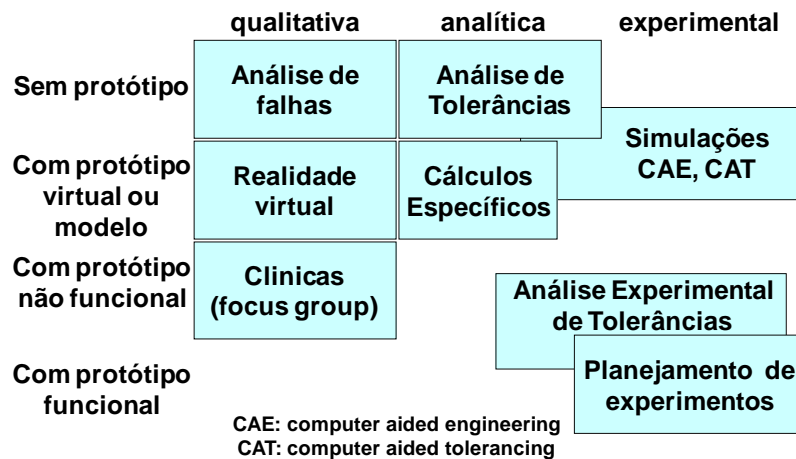 qualitativa analítica experimental
Sem protótipo
Análise de
falhas
Análise de
Tolerâncias
Simulações
CAE, CAT
Com protótipo
virtual ou
modelo
Realidade
virtual
Cálculos
Específicos
Com protótipo
não funcional
Clinicas
(focus group)
Análise Experimental
de Tolerâncias
Com protótipo
funcional
Planejamento de
experimentos
CAE: computer aided engineering
CAT: computer aided tolerancing